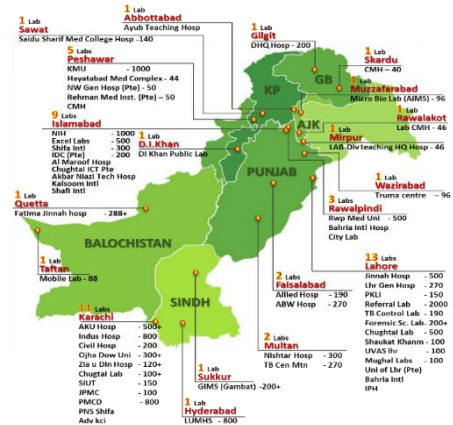 1 Lab
Sawat
Saidu Sharif Med College Hosp -140
1 Lab
Abbottabad
Ayub Teaching Hosp
5 Labs
Peshawar
KMU - 1000
Hayatabad Med Complex - 44
NW Gen Hosp (Pte) - 50
Rehman Med Inst. (Pte) – 50
CMH
9 Labs
Islamabad
NIH - 1000
Excel Labs - 500
Shifa Intl - 300
IDC (Pte) - 200
Al Maroof Hosp
Chughtai ICT Pte
Akbar Niazi Tech Hosp
Kalsoom Intl
Shafi Intl
1 Lab
D.I.Khan
DI Khan Public Lab
1 Lab
Gilgit
DHQ Hosp - 200
1 Lab
Skardu
CMH – 40
1 Lab
Muzzafarabad
Micro Bio Lab (AIMS) - 96
1 Lab
Rawalakot
Lab CMH - 46
1 Lab
Mirpur
LAB-Div teaching HQ Hosp - 46
1 Lab
Wazirabad
Truma centre – 96
3 Labs
Rawalpindi
Rwp Med Uni - 500
Bahria Intl Hosp
City Lab
KP
GB
AJK
PUNJAB
BALOCHISTAN
SINDH
1 Lab
Quetta
Fatima Jinnah hosp - 288+
1 Lab
Taftan
Mobile Lab - 88
13 Labs
Lahore
Jinnah Hosp - 500
Lhr Gen Hosp - 270
PKLI - 150
Referral Lab - 2000
TB Control Lab - 190
Forensic Sc. Lab- 200+
Chughtal Lab - 500
Shaukat Khanm - 100
UVAS lhr - 100
Mughal Labs - 100
Uni of Lhr (Pte)
Bahria Intl
IPH
2 Labs
Faisalabad
Allied Hosp - 190
ABW Hosp - 270
2 Labs
Multan
Nishtar Hosp - 300
TB Cen Mtn - 270
11 Labs
Karachi
AKU Hosp - 500+
Indus Hosp - 800
Civil Hosp - 200
Ojha Dow Uni - 300+
Zia u Din Hosp - 120+
Chugtai Lab - 100+
SIUT - 150
JPMC - 100
PMCD - 800
PNS Shifa
Adv kci
1 Lab
Sukkur
GIMS (Gambat) -200+
1 Lab
Hyderabad
LUMHS - 800